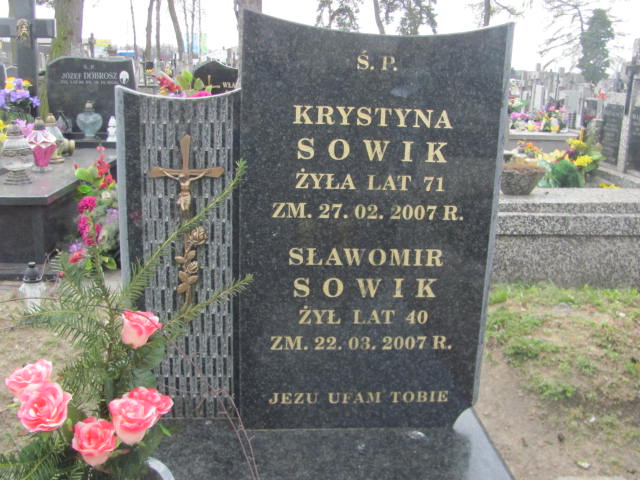 Ś. P.
KRYSTYNA
SOWIK
ŻYŁA LAT 71
ZM. 27. 02. 2007 R.
SŁAWOMIR
SOWIK
ŻYŁ LAT 40
ZM. 22. 03. 2007 R.
JEZU UFAM TOBIE
Ś. P.
JÓZEF DOBROSZ